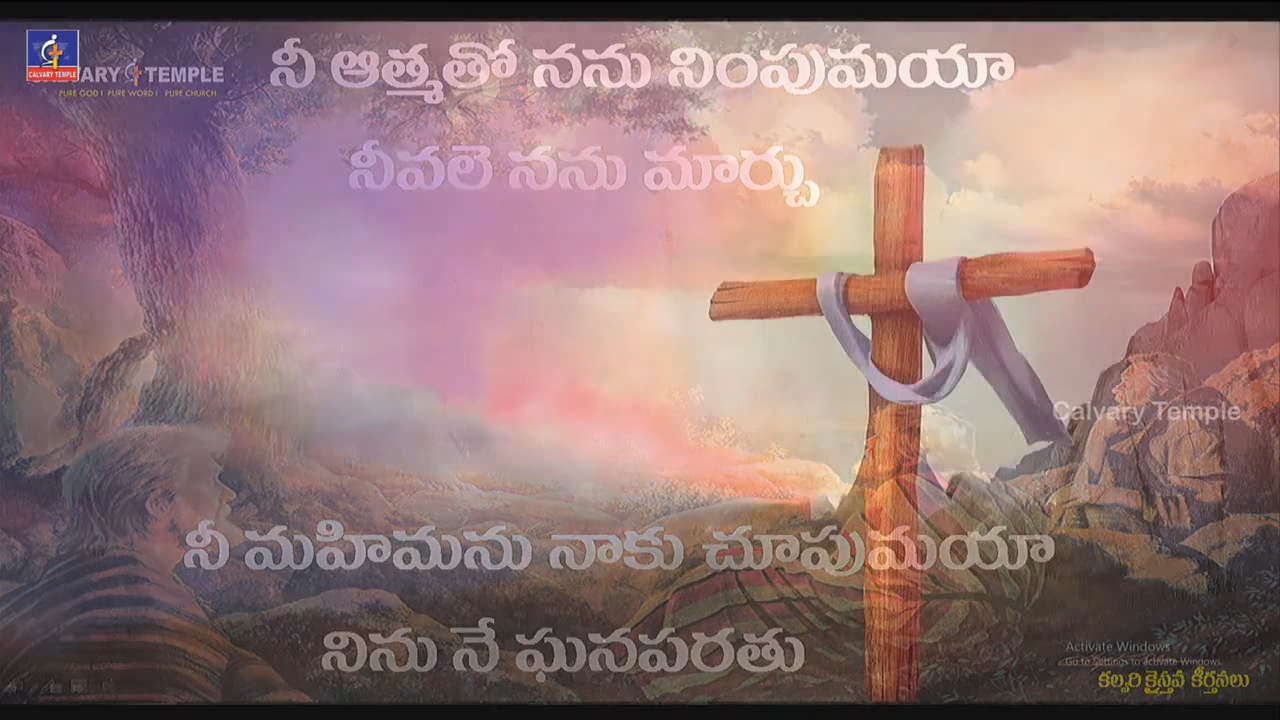 CALVARY TEMPLE
VARY TEMPLE
PURE GOD! PURE WORD! PURE CHURCH
నీ ఆత్మతో నను నింపుమయా
నీవలె నను మార్చు
Calvary Temple
నీ మహిమను నాకు చూపుమయా
నిను నే ఘనపరతు
Activate Windows
Go to Settings to activate Windows.
కల్వరి క్రైస్తవ కీర్తనలు